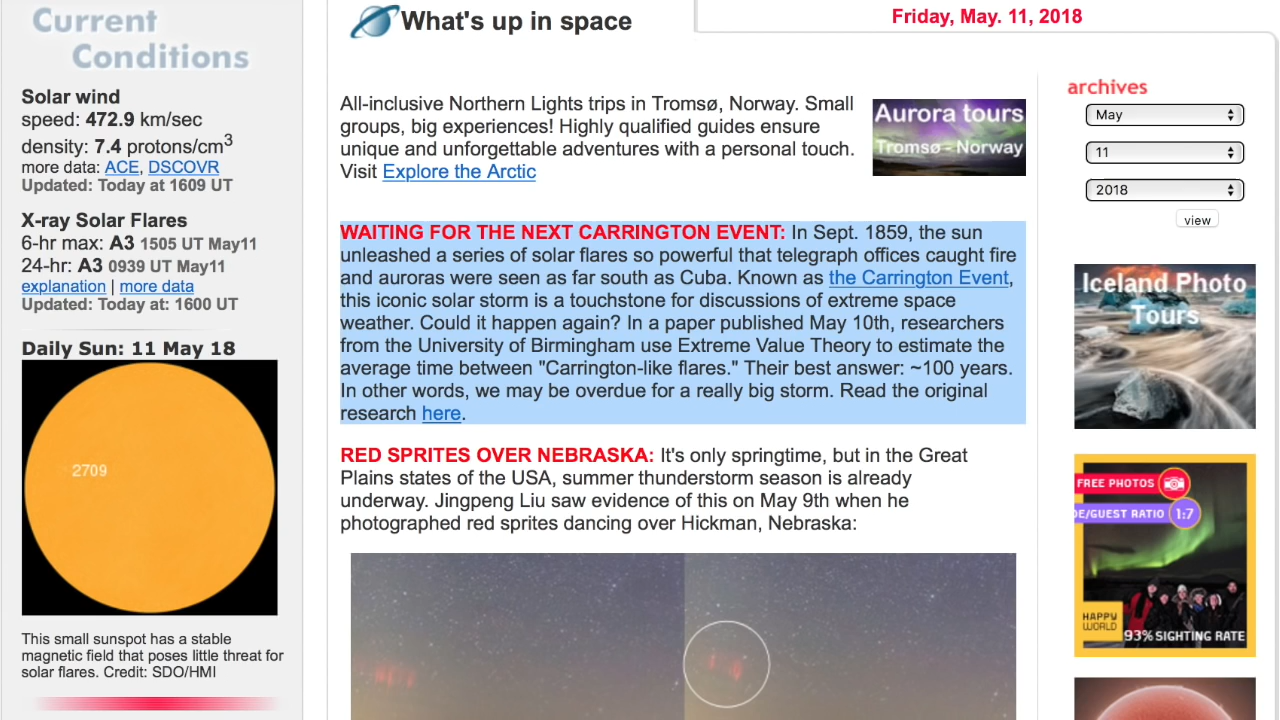 Current
Conditions
Solar wind
speed: 472.9 km/sec
density: 7.4 protons/cm3
more data: ACE, DSCOVR
Updated: Today at 1609 UT
X-ray Solar Flares
6-hr max: A3 1505 UT May11
24-hr: A3 0939 UT May11
explanation | more data
Updated: Today at: 1600 UT
Daily Sun: 11 May 18
2709
This small sunspot has a stable
magnetic field that poses little threat for
solar flares. Credit: SDO/HMI
What's up in space
Friday, May. 11, 2018
All-inclusive Northern Lights trips in Tromsø, Norway. Small
groups, big experiences! Highly qualified guides ensure
unique and unforgettable adventures with a personal touch.
Visit Explore the Arctic
Aurora tours
Tromsø - Norway
WAITING FOR THE NEXT CARRINGTON EVENT: In Sept. 1859, the sun
unleashed a series of solar flares so powerful that telegraph offices caught fire
and auroras were seen as far south as Cuba. Known as the Carrington Event,
this iconic solar storm is a touchstone for discussions of extreme space
weather. Could it happen again? In a paper published May 10th, researchers
from the University of Birmingham use Extreme Value Theory to estimate the
average time between "Carrington-like flares." Their best answer: ~100 years.
In other words, we may be overdue for a really big storm. Read the original
research here.
RED SPRITES OVER NEBRASKA: It's only springtime, but in the Great
Plains states of the USA, summer thunderstorm season is already
underway. Jingpeng Liu saw evidence of this on May 9th when he
photographed red sprites dancing over Hickman, Nebraska:
archives
May
11
2018
view
Iceland Photo
Tours
FREE PHOTOS
DE/GUEST RATIO 1:7
HAPPY
WORLD
93% SIGHTING RATE